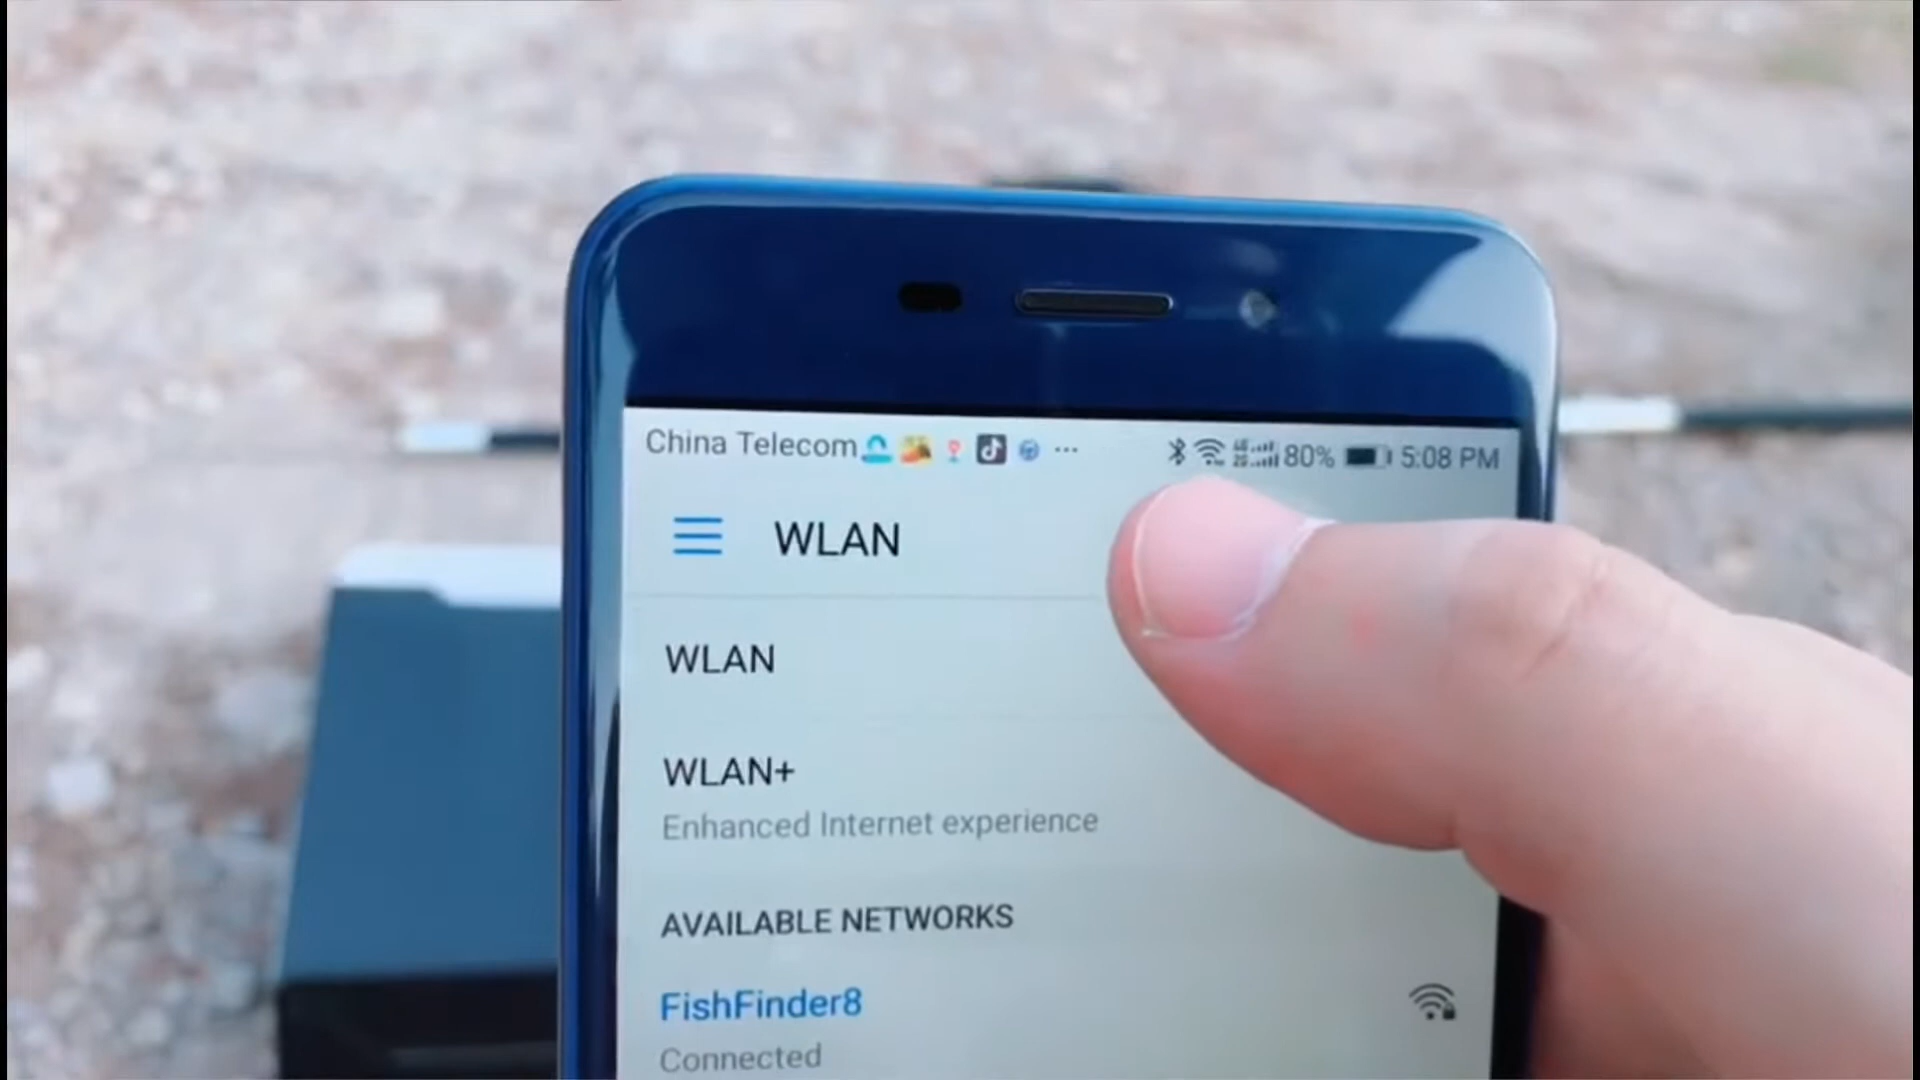 China Telecom ... 80% 5:08 PM
WLAN
WLAN
WLAN+
Enhanced Internet experience
AVAILABLE NETWORKS
FishFinder8
Connected